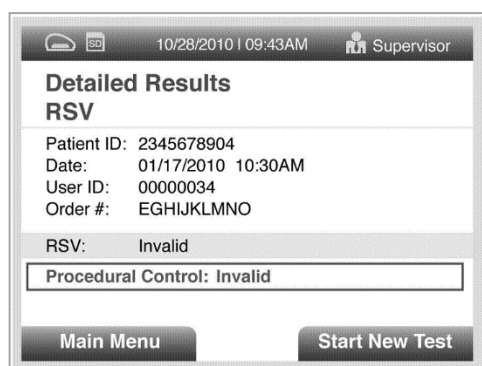 SD 10/28/2010 | 09:43AM Supervisor
Detailed Results
RSV
Patient ID: 2345678904
Date: 01/17/2010 10:30AM
User ID: 00000034
Order #: EGHIJKLMNO
RSV: Invalid
Procedural Control: Invalid
Main Menu Start New Test